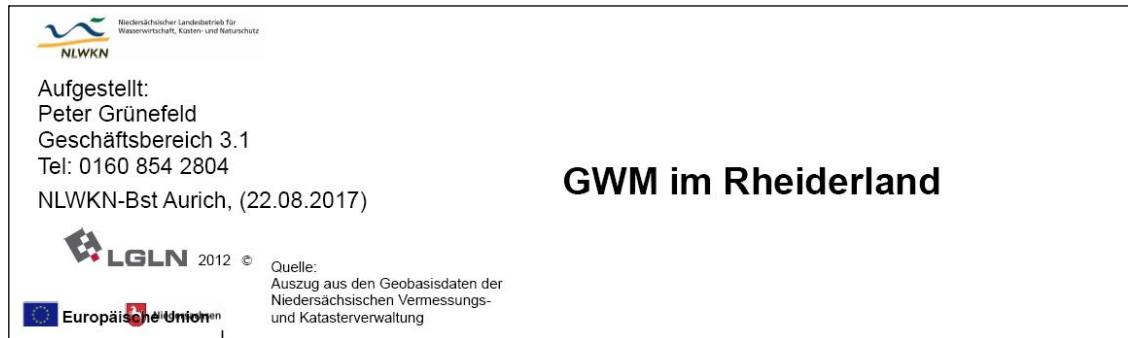 Niedersächsischer Landesbetrieb für
Wasserwirtschaft, Küsten- und Naturschutz
NLWKN
Aufgestellt:
Peter Grünefeld
Geschäftsbereich 3.1
Tel: 0160 854 2804
NLWKN-Bst Aurich, (22.08.2017)
GWM im Rheiderland
LGLN 2012 ©
Quelle:
Auszug aus den Geobasisdaten der
Niedersächsischen Vermessungs-
und Katasterverwaltung
Europäische Union
Niedersachsen